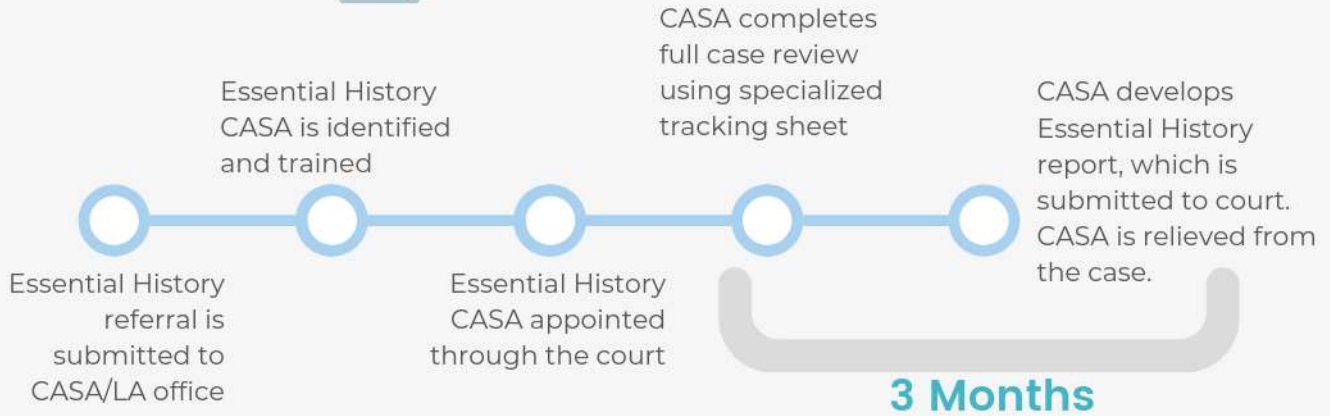 Essential History
referral is
submitted to
CASA/LA office
Essential History
CASA is identified
and trained
Essential History
CASA appointed
through the court
CASA completes
full case review
using specialized
tracking sheet
CASA develops
Essential History
report, which is
submitted to court.
CASA is relieved from
the case.
3 Months